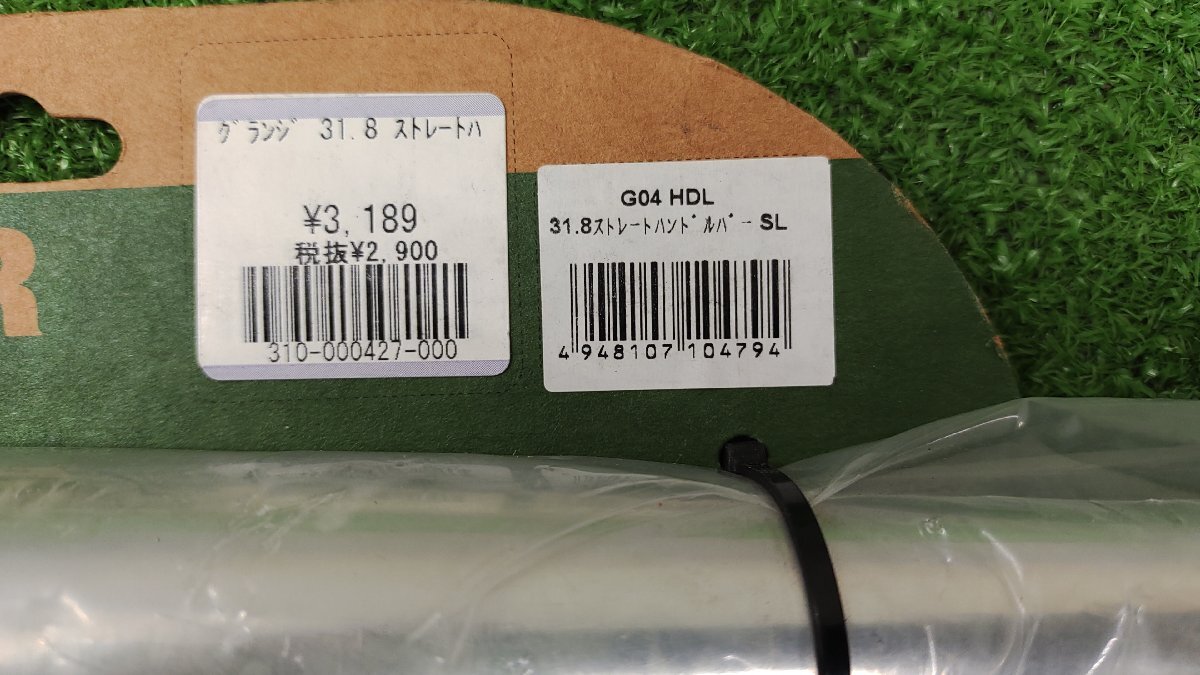 グランジ 31.8 ストレートハ
¥3,189
税抜¥2,900
310-000427-000
G04 HDL
31.8ストレートハンドルバー SL
4 948107 104794
R